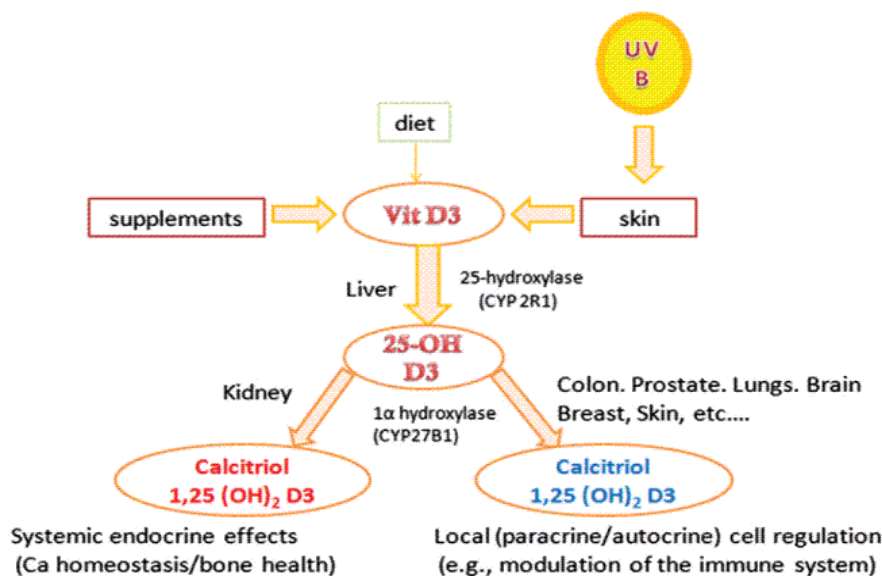 UV
B
diet
supplements
Vit D3
skin
Liver
25-hydroxylase
(CYP 2R1)
25-OH
D3
Kidney
1α hydroxylase
(CYP27B1)
Colon. Prostate. Lungs. Brain
Breast, Skin, etc....
Calcitriol
1,25 (OH)₂ D3
Calcitriol
1,25 (OH)₂ D3
Systemic endocrine effects
(Ca homeostasis/bone health)
Local (paracrine/autocrine) cell regulation
(e.g., modulation of the immune system)